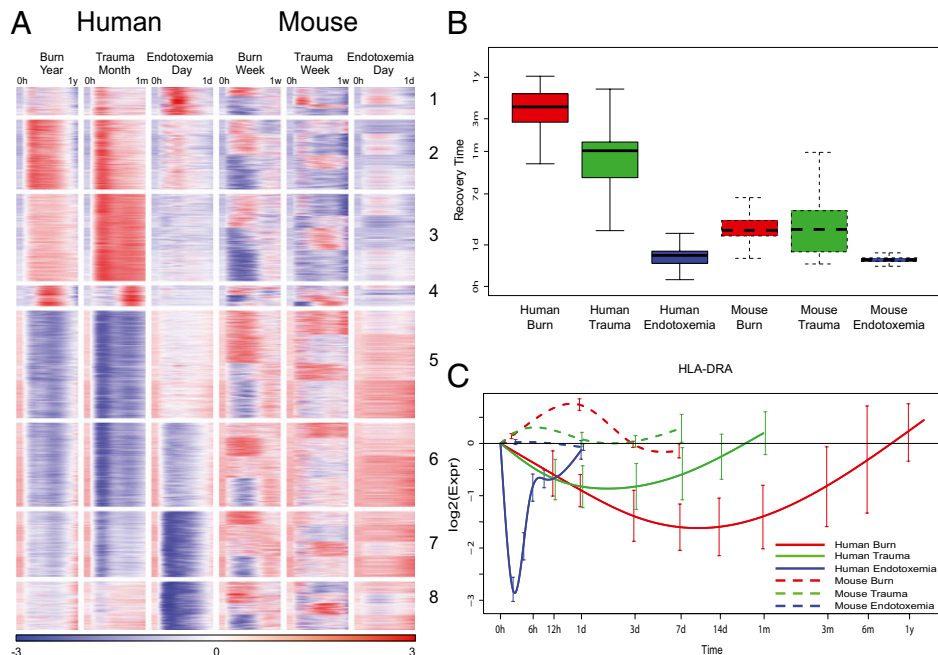 A
Human
Mouse
Burn Year
Trauma Month
Endotoxemia Day
Burn Week
Trauma Week
Endotoxemia Day
0h 1y 0h 1m 0h 1d 0h 1w 0h 1w 0h 1d
1
2
3
4
5
6
7
8
-3 0 3
B
Recovery Time
1y
3m
1m
7d
1d
0h
Human Burn
Human Trauma
Human Endotoxemia
Mouse Burn
Mouse Trauma
Mouse Endotoxemia
C
HLA-DRA
log2(Expr)
0
-1
-2
-3
Human Burn
Human Trauma
Human Endotoxemia
Mouse Burn
Mouse Trauma
Mouse Endotoxemia
0h 6h 12h 1d 3d 7d 14d 1m 3m 6m 1y
Time